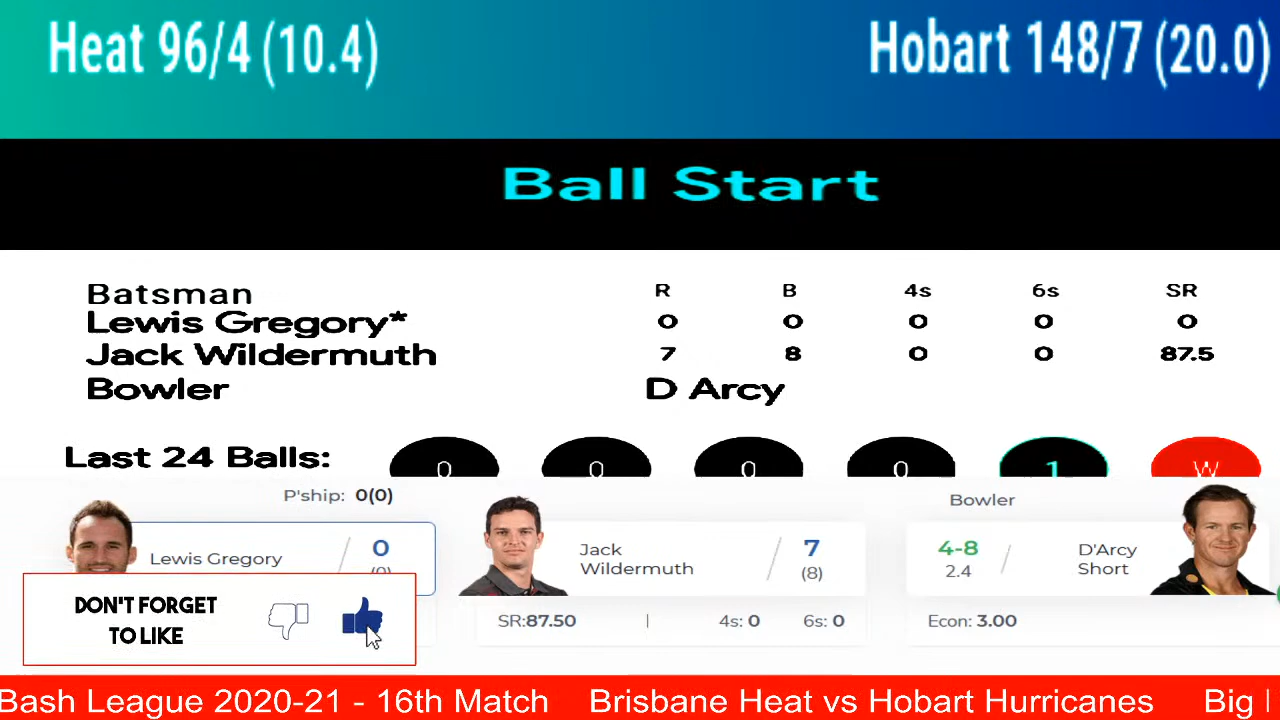 Heat 96/4 (10.4) Hobart 148/7 (20.0)
Ball Start
Batsman R B 4s 6s SR
Lewis Gregory* 0 0 0 0 0
Jack Wildermuth 7 8 0 0 87.5
Bowler D Arcy
Last 24 Balls: 0 0 0 0 1 W
P'ship: 0(0) Bowler
Lewis Gregory / 0 (0)
Jack Wildermuth / 7 (8)
4-8 2.4 / D'Arcy Short
SR:87.50 | 4s: 0 6s: 0 Econ: 3.00
DON'T FORGET
TO LIKE
Bash League 2020-21 - 16th Match Brisbane Heat vs Hobart Hurricanes Big